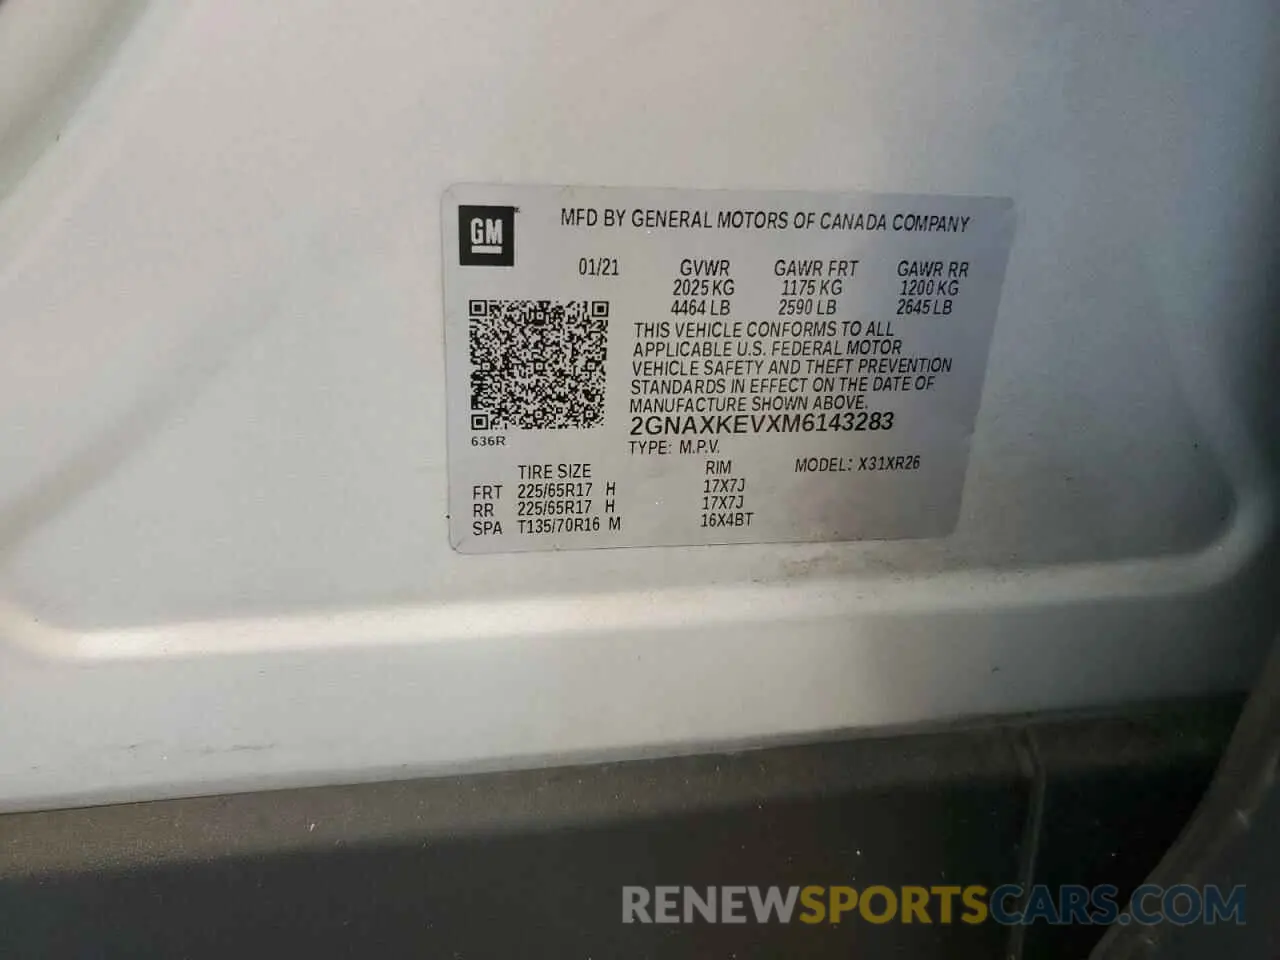 GM
MFD BY GENERAL MOTORS OF CANADA COMPANY
01/21 GVWR GAWR FRT GAWR RR
2025 KG 1175 KG 1200 KG
4464 LB 2590 LB 2645 LB
THIS VEHICLE CONFORMS TO ALL
APPLICABLE U.S. FEDERAL MOTOR
VEHICLE SAFETY AND THEFT PREVENTION
STANDARDS IN EFFECT ON THE DATE OF
MANUFACTURE SHOWN ABOVE.
2GNAXKEVXM6143283
636R
TYPE: M.P.V.
TIRE SIZE RIM MODEL: X31XR26
FRT 225/65R17 H 17X7J
RR 225/65R17 H 17X7J
SPA T135/70R16 M 16X4BT
RENEWSPORTSCARS.COM